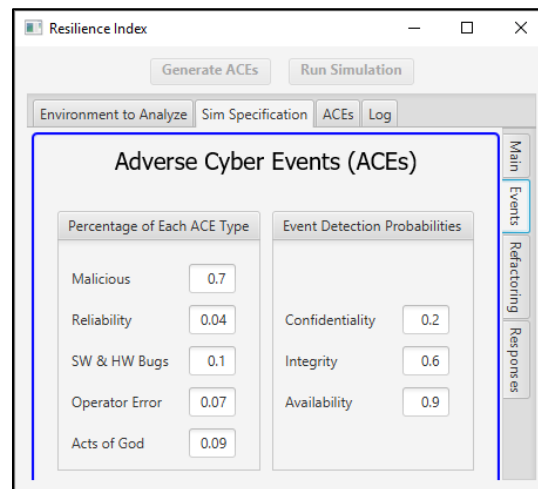 Resilience Index
Generate ACEs Run Simulation
Environment to Analyze Sim Specification ACEs Log
Adverse Cyber Events (ACEs)
Percentage of Each ACE Type
Malicious 0.7
Reliability 0.04
SW & HW Bugs 0.1
Operator Error 0.07
Acts of God 0.09
Event Detection Probabilities
Confidentiality 0.2
Integrity 0.6
Availability 0.9
Main
Events
Refactoring
Responses